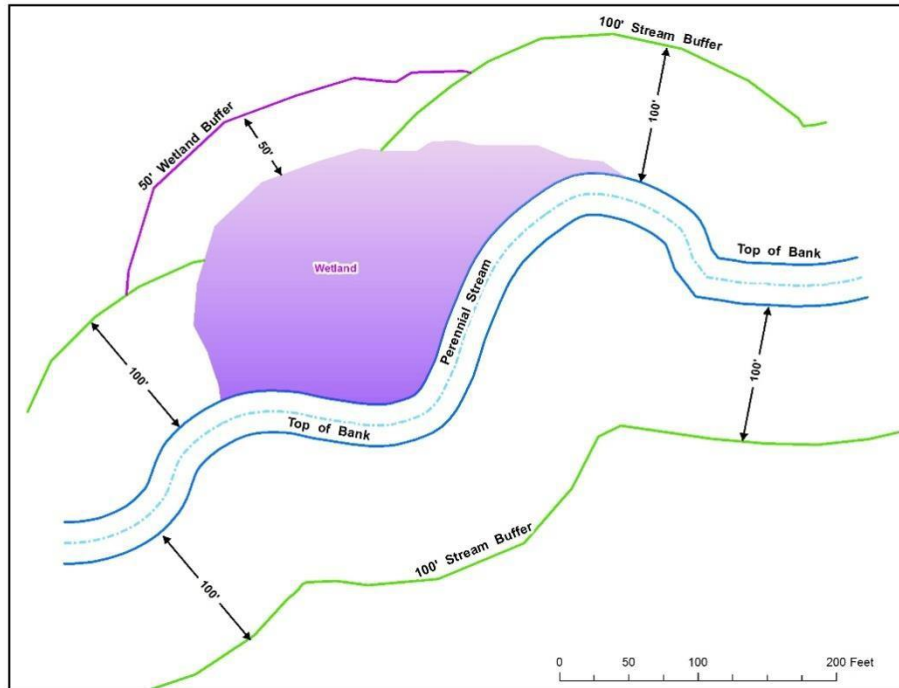 100' Stream Buffer
50' Wetland Buffer
50'
100'
Wetland
Top of Bank
Perennial Stream
100'
100'
Top of Bank
100' Stream Buffer
100'
0 50 100 200 Feet